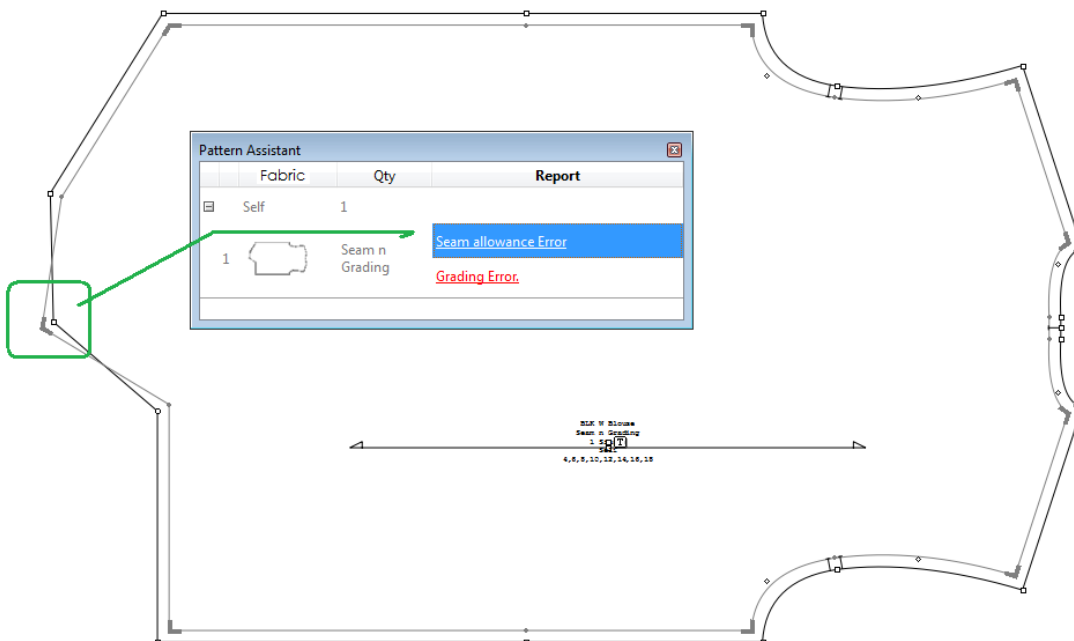 Pattern Assistant
Fabric Qty Report
Self 1
1 Seam n Grading Seam allowance Error
Grading Error.
BLK W Blouse
Seam n Grading
T
4,6,8,10,12,14,16,18